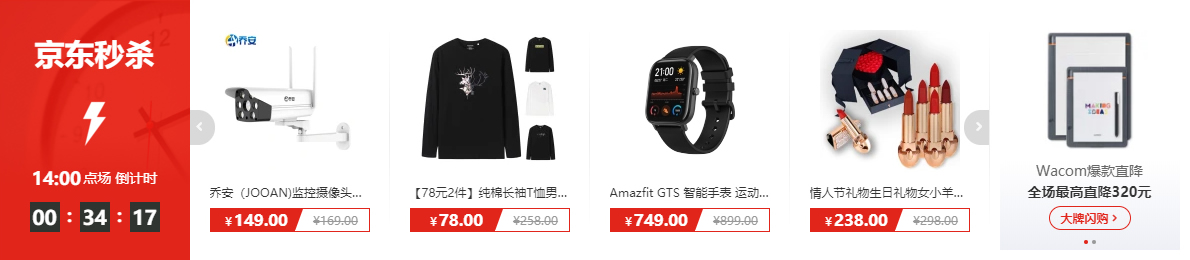 京东秒杀
14:00 点场 倒计时
00 : 34 : 17
乔安
乔安（JOOAN)监控摄像头...
¥149.00 ¥169.00
【78元2件】纯棉长袖T恤男...
¥78.00 ¥258.00
21:00
Amazfit GTS 智能手表 运动...
¥749.00 ¥899.00
情人节礼物生日礼物女小羊...
¥238.00 ¥298.00
MAKING
IDEAS
Wacom爆款直降
全场最高直降320元
大牌闪购 >